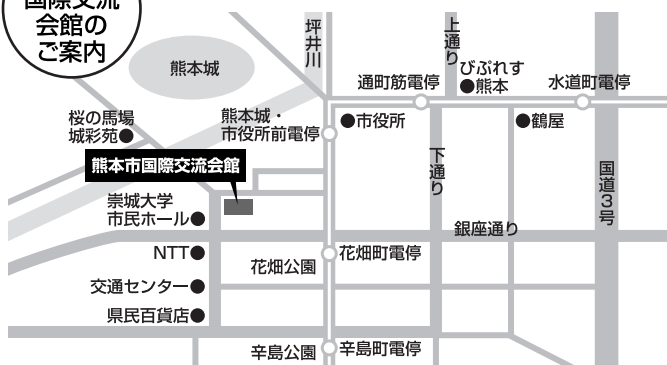 国際交流
会館の
ご案内
熊本城
坪井川
上通り
びぷれす
●熊本
通町筋電停
水道町電停
桜の馬場
城彩苑●
熊本城・
市役所前電停
●市役所
●鶴屋
熊本市国際交流会館
下通り
国道3号
崇城大学
市民ホール●
銀座通り
NTT●
花畑公園
花畑町電停
交通センター●
県民百貨店●
辛島公園
辛島町電停